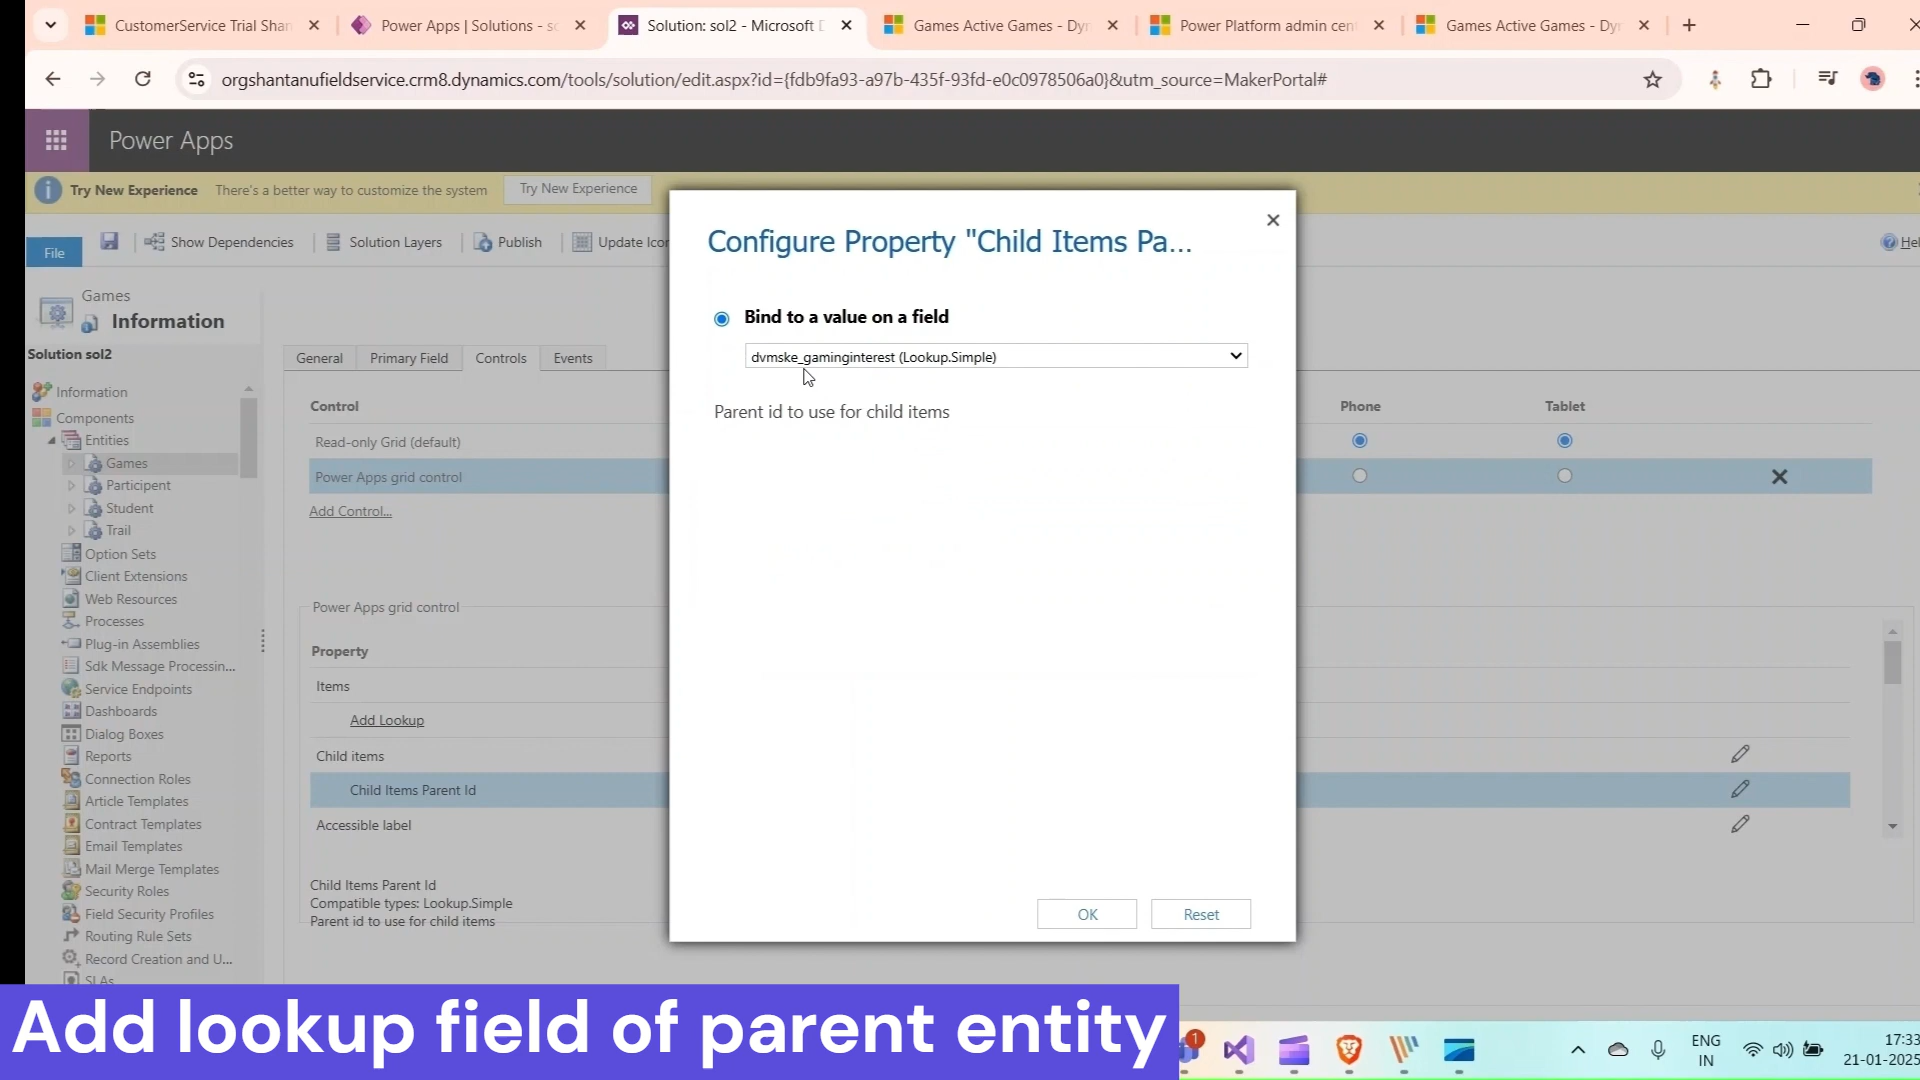 CustomerService Trial Shan
Power Apps | Solutions - so
Solution: sol2 - Microsoft D
Games Active Games - Dyn
Power Platform admin cent
Games Active Games - Dy
orgshantanufieldservice.crm8.dynamics.com/tools/solution/edit.aspx?id={fdb9fa93-a97b-435f-93fd-e0c0978506a0}&utm_source=MakerPortal#
Power Apps
Try New Experience There's a better way to customize the system Try New Experience
File
Show Dependencies
Solution Layers
Publish
Update Icon
Hel
Games
Information
Solution sol2
Information
Components
Entities
Games
Participent
Student
Trail
Option Sets
Client Extensions
Web Resources
Processes
Plug-in Assemblies
Sdk Message Processin...
Service Endpoints
Dashboards
Dialog Boxes
Reports
Connection Roles
Article Templates
Contract Templates
Email Templates
Mail Merge Templates
Security Roles
Field Security Profiles
Routing Rule Sets
Record Creation and U...
SLAs
General Primary Field Controls Events
Control Phone Tablet
Read-only Grid (default)
Power Apps grid control
Add Control...
Power Apps grid control
Property
Items
Add Lookup
Child items
Child Items Parent Id
Accessible label
Child Items Parent Id
Compatible types: Lookup.Simple
Parent id to use for child items
Configure Property "Child Items Pa...
Bind to a value on a field
dvmske_gaminginterest (Lookup.Simple)
Parent id to use for child items
OK Reset
Add lookup field of parent entity
1
ENG
IN
17:33
21-01-2025